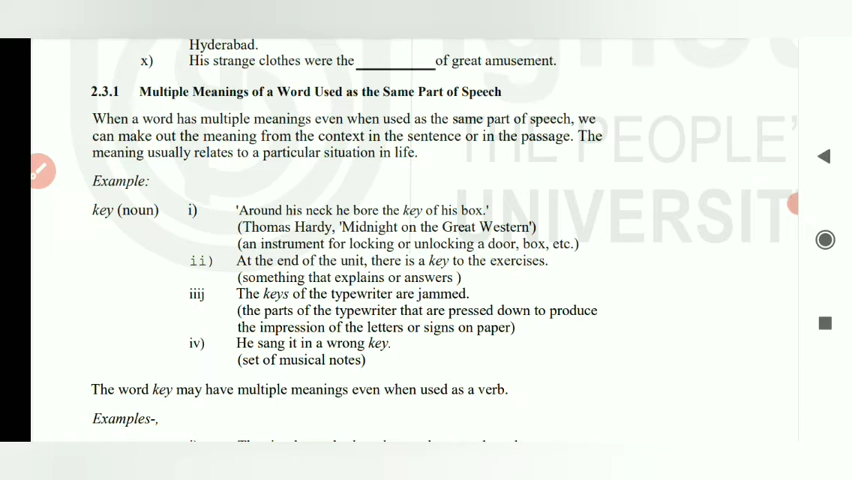 Hyderabad.
x) His strange clothes were the __________ of great amusement.
2.3.1 Multiple Meanings of a Word Used as the Same Part of Speech
When a word has multiple meanings even when used as the same part of speech, we
can make out the meaning from the context in the sentence or in the passage. The
meaning usually relates to a particular situation in life.
Example:
key (noun) i) 'Around his neck he bore the key of his box.'
(Thomas Hardy, 'Midnight on the Great Western')
(an instrument for locking or unlocking a door, box, etc.)
ii) At the end of the unit, there is a key to the exercises.
(something that explains or answers )
iiij The keys of the typewriter are jammed.
(the parts of the typewriter that are pressed down to produce
the impression of the letters or signs on paper)
iv) He sang it in a wrong key.
(set of musical notes)
The word key may have multiple meanings even when used as a verb.
Examples-,
THE PEOPLE'
UNIVERSIT